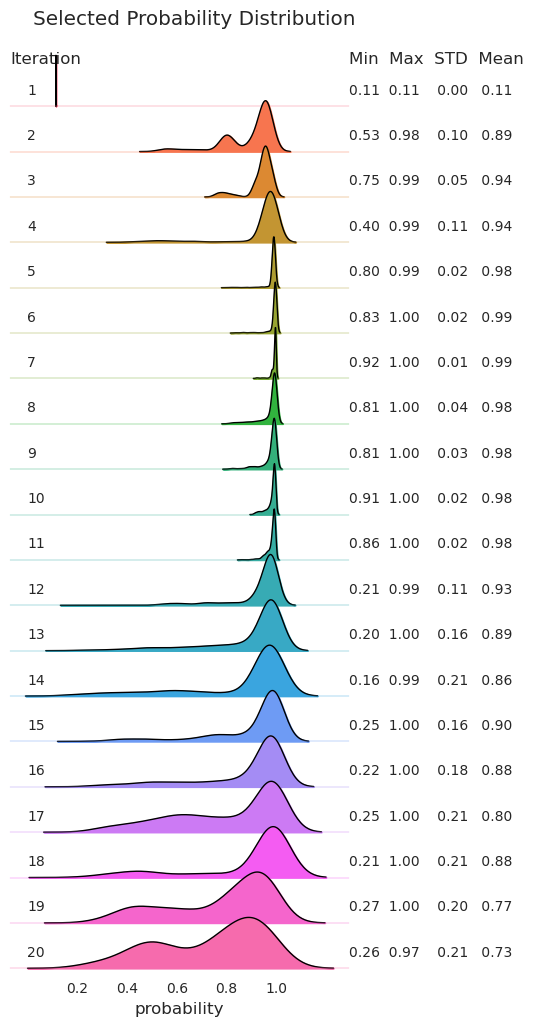 Selected Probability Distribution
Iteration Min Max STD Mean
1 0.11 0.11 0.00 0.11
2 0.53 0.98 0.10 0.89
3 0.75 0.99 0.05 0.94
4 0.40 0.99 0.11 0.94
5 0.80 0.99 0.02 0.98
6 0.83 1.00 0.02 0.99
7 0.92 1.00 0.01 0.99
8 0.81 1.00 0.04 0.98
9 0.81 1.00 0.03 0.98
10 0.91 1.00 0.02 0.98
11 0.86 1.00 0.02 0.98
12 0.21 0.99 0.11 0.93
13 0.20 1.00 0.16 0.89
14 0.16 0.99 0.21 0.86
15 0.25 1.00 0.16 0.90
16 0.22 1.00 0.18 0.88
17 0.25 1.00 0.21 0.80
18 0.21 1.00 0.21 0.88
19 0.27 1.00 0.20 0.77
20 0.26 0.97 0.21 0.73
0.2 0.4 0.6 0.8 1.0
probability